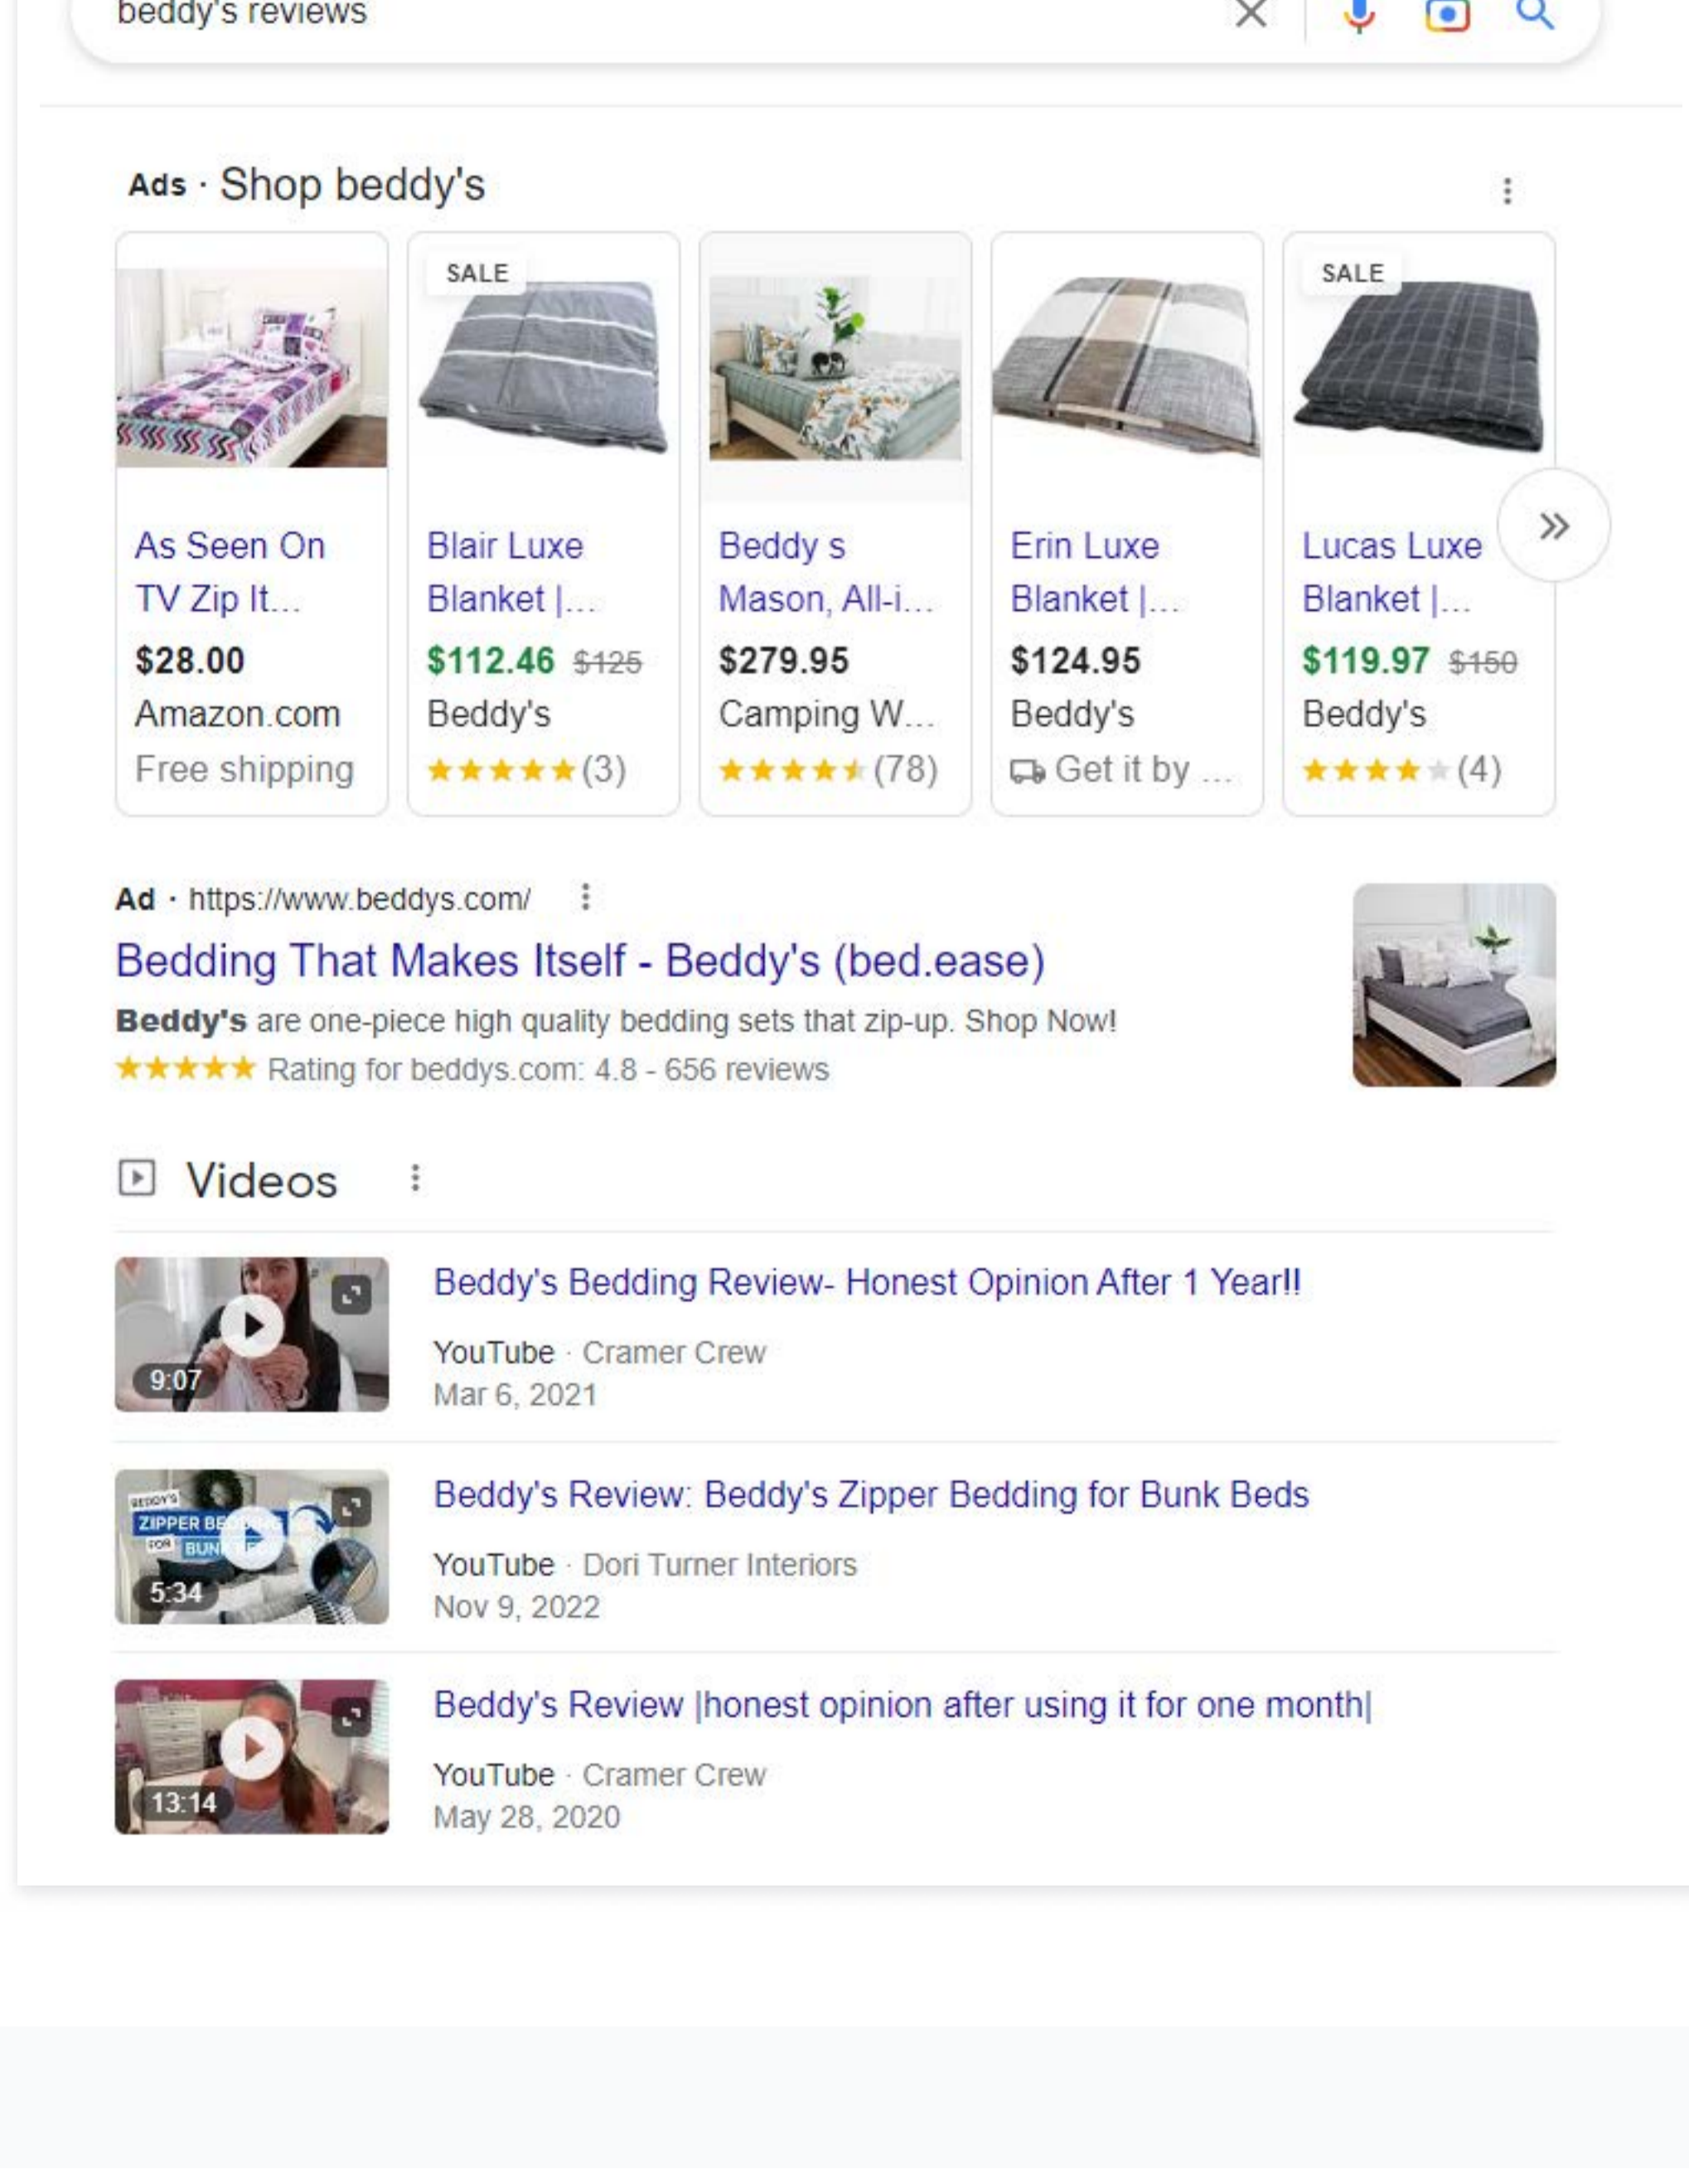 beddy's reviews
Ads · Shop beddy's
As Seen On
TV Zip It...
$28.00
Amazon.com
Free shipping
SALE
Blair Luxe
Blanket |...
$112.46 $125
Beddy's
(3)
Beddy s
Mason, All-i...
$279.95
Camping W...
(78)
Erin Luxe
Blanket |...
$124.95
Beddy's
Get it by ...
SALE
Lucas Luxe
Blanket |...
$119.97 $150
Beddy's
(4)
Ad · https://www.beddys.com/
Bedding That Makes Itself - Beddy's (bed.ease)
Beddy's are one-piece high quality bedding sets that zip-up. Shop Now!
Rating for beddys.com: 4.8 - 656 reviews
Videos
9:07
Beddy's Bedding Review- Honest Opinion After 1 Year!!
YouTube · Cramer Crew
Mar 6, 2021
BEDDY'S
ZIPPER BEDDING
FOR BUNK BEDS
5:34
Beddy's Review: Beddy's Zipper Bedding for Bunk Beds
YouTube · Dori Turner Interiors
Nov 9, 2022
13:14
Beddy's Review |honest opinion after using it for one month|
YouTube · Cramer Crew
May 28, 2020